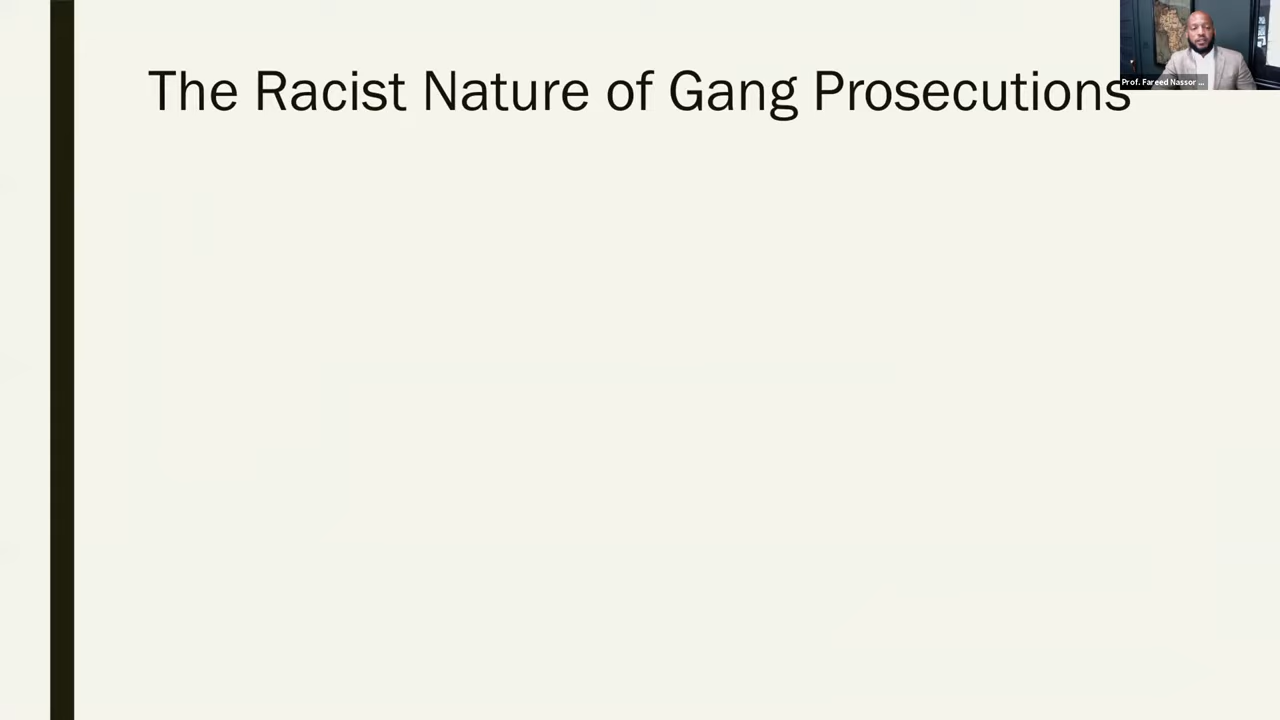 The Racist Nature of Gang Prosecutions
Prof. Fareed Nassor ...